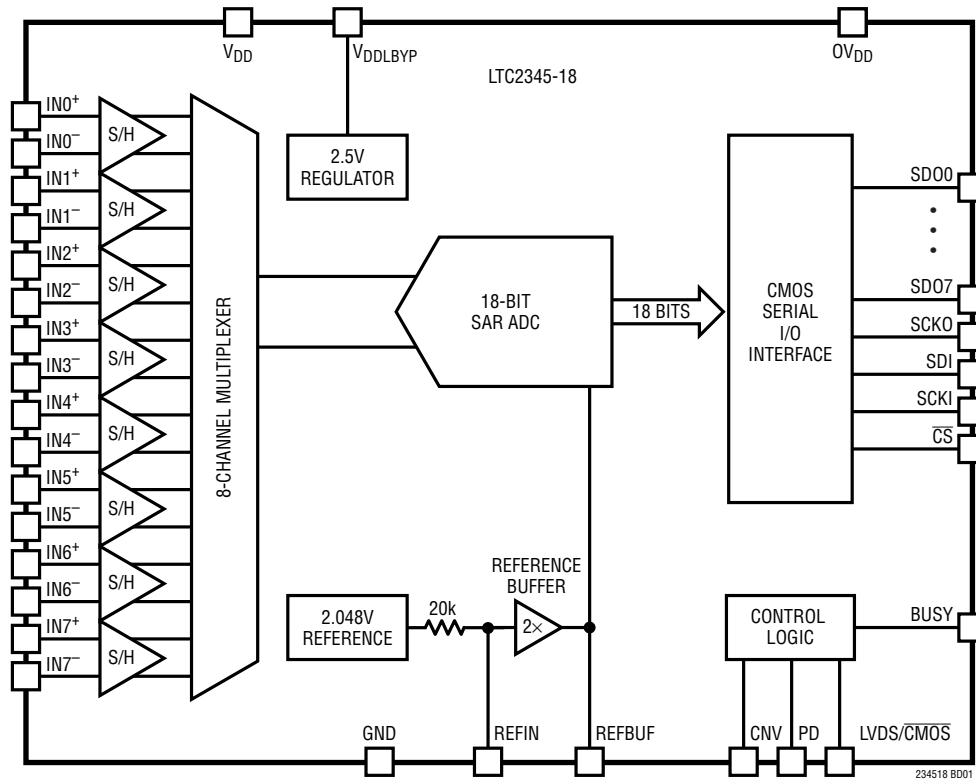 VDD
VDDLBYP
OVDD
LTC2345-18
IN0+
IN0–
IN1+
IN1–
IN2+
IN2–
IN3+
IN3–
IN4+
IN4–
IN5+
IN5–
IN6+
IN6–
IN7+
IN7–
S/H
S/H
S/H
S/H
S/H
S/H
S/H
S/H
8-CHANNEL MULTIPLEXER
2.5V
REGULATOR
18-BIT
SAR ADC
18 BITS
CMOS
SERIAL
I/O
INTERFACE
SDO0
•
•
•
SDO7
SCKO
SDI
SCKI
CS
2.048V
REFERENCE
20k
REFERENCE
BUFFER
2×
CONTROL
LOGIC
BUSY
GND
REFIN
REFBUF
CNV
PD
LVDS/CMOS
234518 BD01